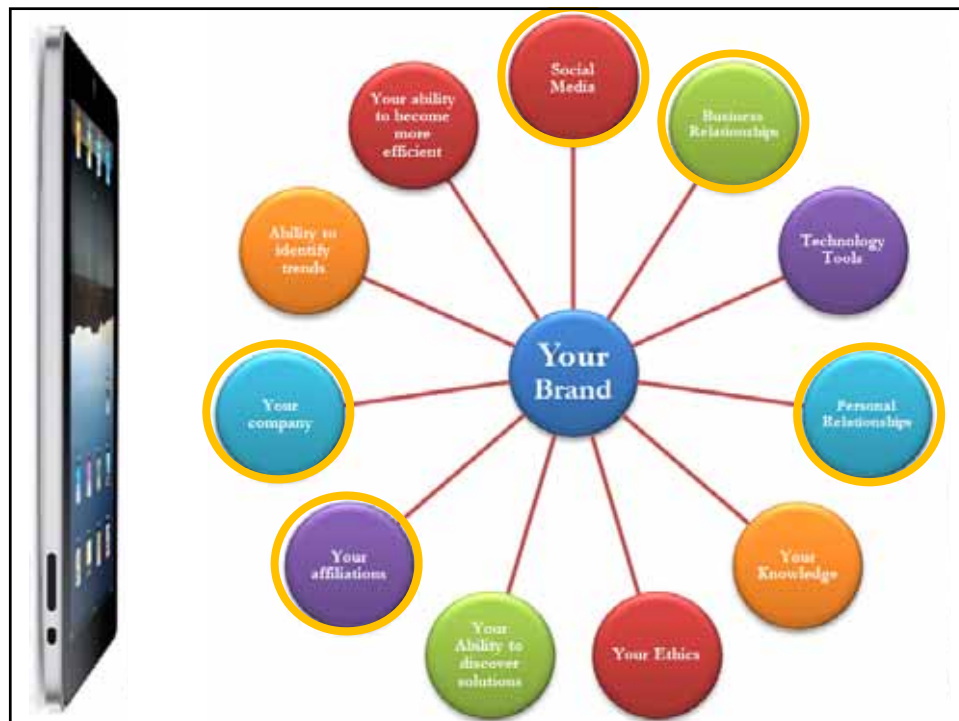 Social
Media
Business
Relationships
Technology
Tools
Personal
Relationships
Your
Knowledge
Your Ethics
Your
Ability to
discover
solutions
Your
affiliations
Your
company
Ability to
identify
trends
Your ability
to become
more
efficient
Your
Brand